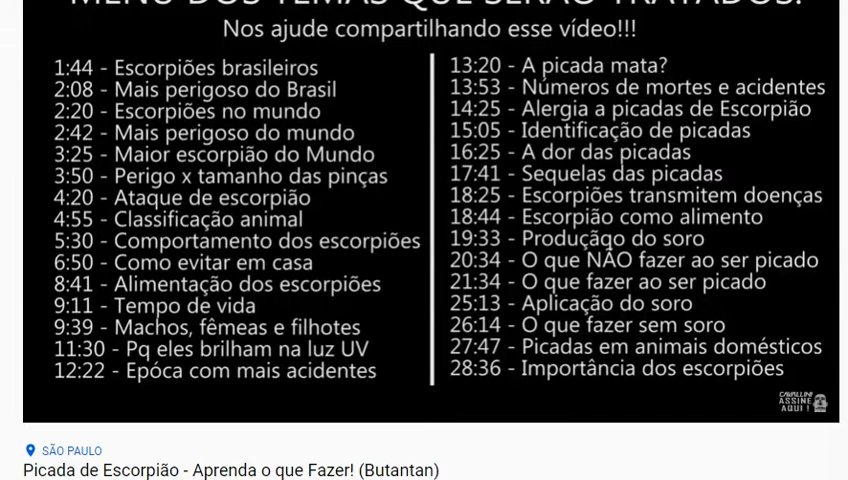 MENU DOS TEMAS QUE SERÃO TRATADOS:
Nos ajude compartilhando esse vídeo!!!
1:44 - Escorpiões brasileiros
2:08 - Mais perigoso do Brasil
2:20 - Escorpiões no mundo
2:42 - Mais perigoso do mundo
3:25 - Maior escorpião do Mundo
3:50 - Perigo x tamanho das pinças
4:20 - Ataque de escorpião
4:55 - Classificação animal
5:30 - Comportamento dos escorpiões
6:50 - Como evitar em casa
8:41 - Alimentação dos escorpiões
9:11 - Tempo de vida
9:39 - Machos, fêmeas e filhotes
11:30 - Pq eles brilham na luz UV
12:22 - Epóca com mais acidentes
13:20 - A picada mata?
13:53 - Números de mortes e acidentes
14:25 - Alergia a picadas de Escorpião
15:05 - Identificação de picadas
16:25 - A dor das picadas
17:41 - Sequelas das picadas
18:25 - Escorpiões transmitem doenças
18:44 - Escorpião como alimento
19:33 - Produçãqo do soro
20:34 - O que NÃO fazer ao ser picado
21:34 - O que fazer ao ser picado
25:13 - Aplicação do soro
26:14 - O que fazer sem soro
27:47 - Picadas em animais domésticos
28:36 - Importância dos escorpiões
CAVALLINI
ASSINE
AQUI !
SÃO PAULO
Picada de Escorpião - Aprenda o que Fazer! (Butantan)